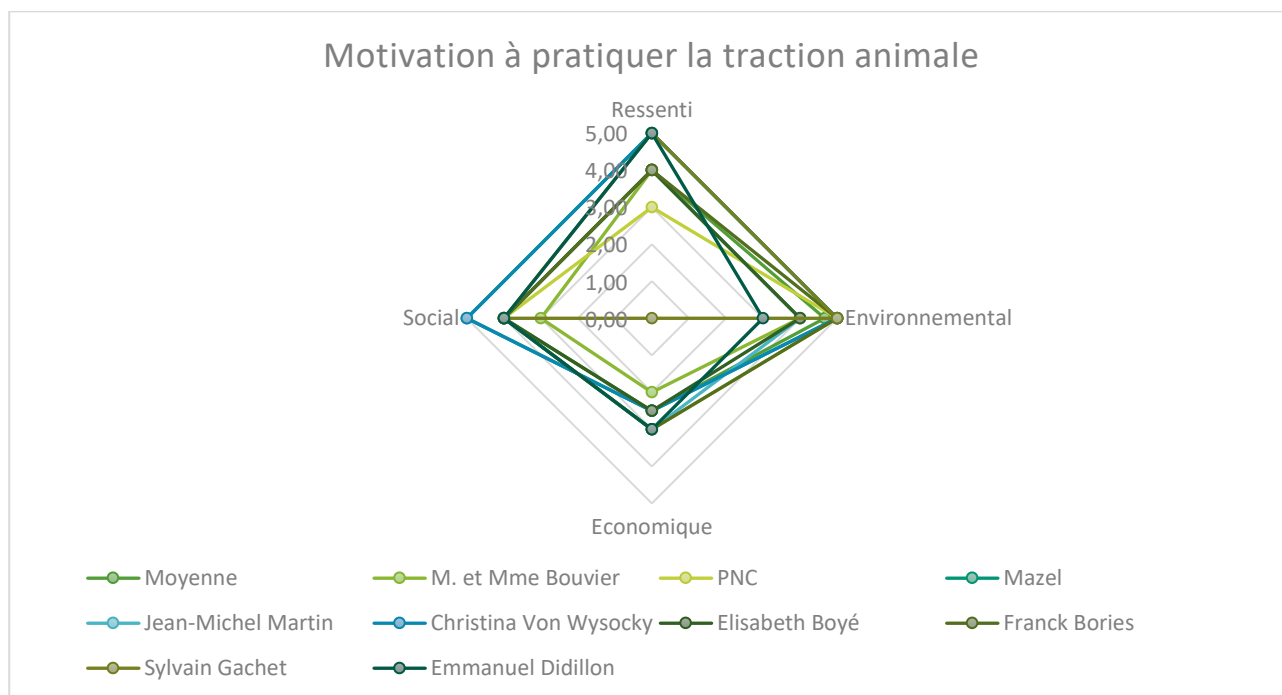 Motivation à pratiquer la traction animale
Ressenti
5,00
4,00
3,00
2,00
1,00
0,00
Social
Environnemental
Economique
Moyenne
M. et Mme Bouvier
PNC
Mazel
Jean-Michel Martin
Christina Von Wysocky
Elisabeth Boyé
Franck Bories
Sylvain Gachet
Emmanuel Didillon